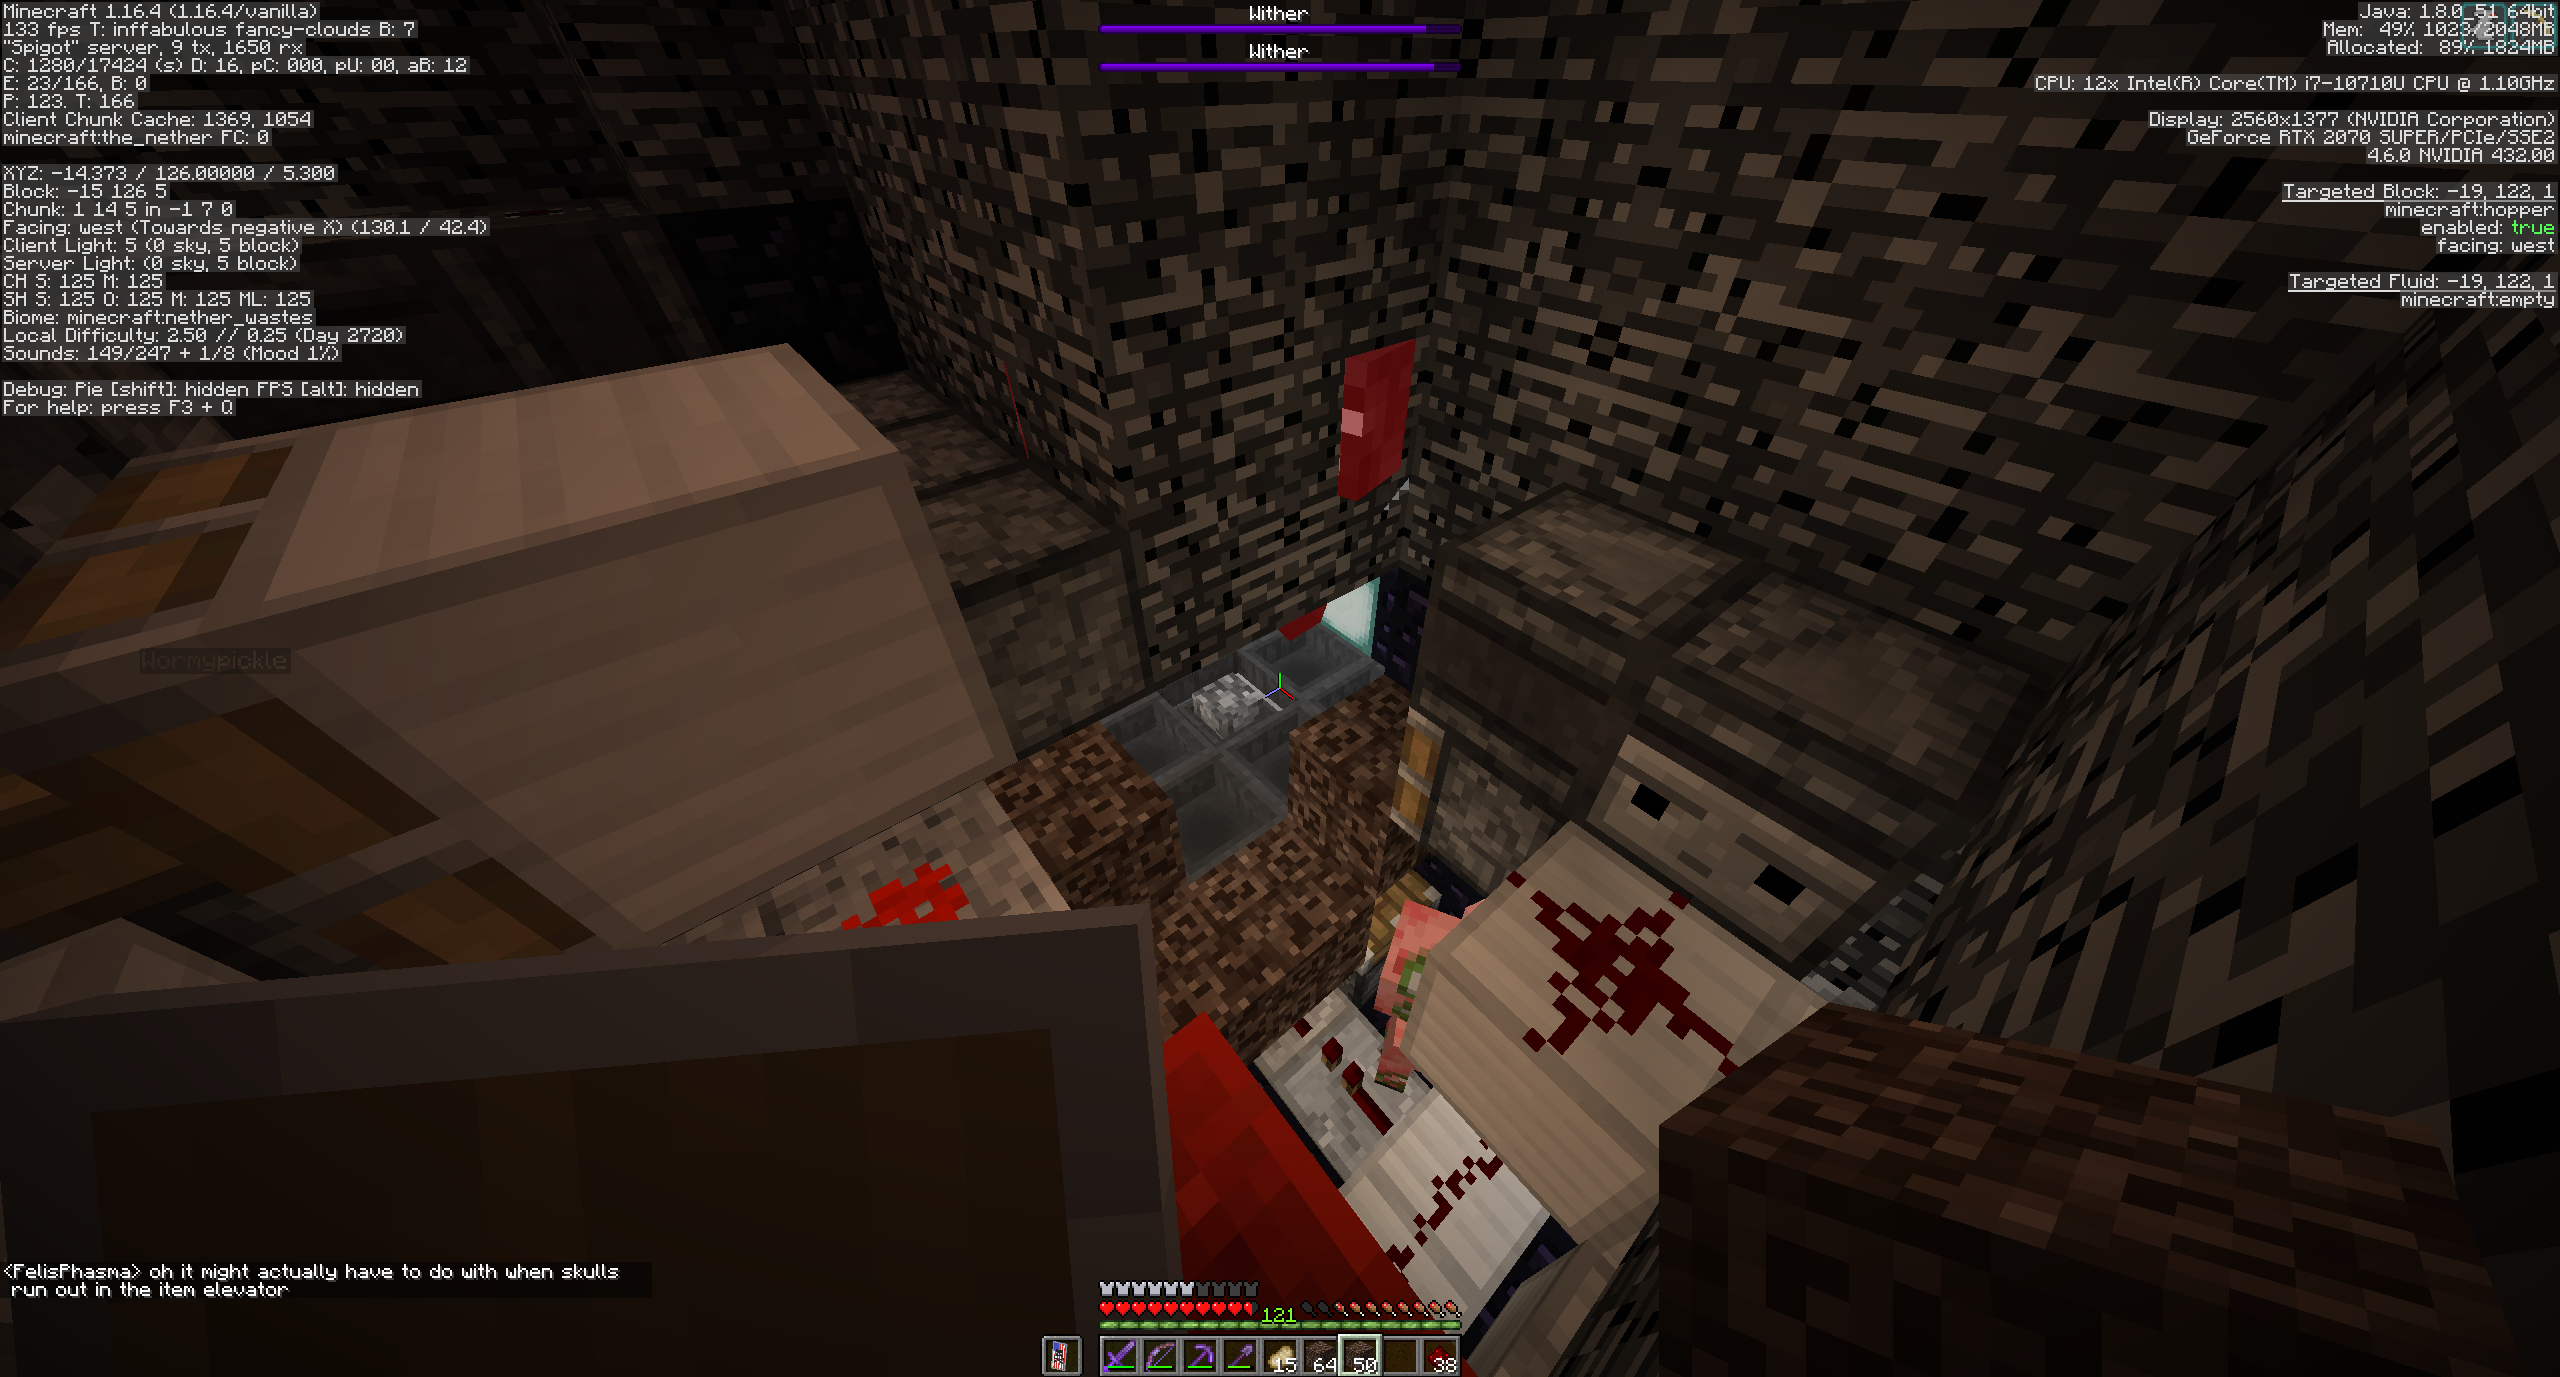 Minecraft 1.16.4 (1.16.4/vanilla)
133 fps T: inffabulous fancy-clouds B: 7
"Spigot" server, 9 tx, 1650 rx
C: 1280/17424 (s) D: 16, pC: 000, pU: 00, aB: 12
E: 23/166, B: 0
P: 123. T: 166
Client Chunk Cache: 1369, 1054
minecraft:the_nether FC: 0
XYZ: -14.373 / 126.00000 / 5.300
Block: -15 126 5
Chunk: 1 14 5 in -1 7 0
Facing: west (Towards negative X) (130.1 / 42.4)
Client Light: 5 (0 sky, 5 block)
Server Light: (0 sky, 5 block)
CH S: 125 M: 125
SH S: 125 O: 125 M: 125 ML: 125
Biome: minecraft:nether_wastes
Local Difficulty: 2.50 // 0.25 (Day 2720)
Sounds: 149/247 + 1/8 (Mood 1%)
Debug: Pie [shift]: hidden FPS [alt]: hidden
For help: press F3 + Q
Wither
Wither
Java: 1.8.0_51 64bit
Mem: 49% 1023/2048MB
Allocated: 89% 1824MB
CPU: 12x Intel(R) Core(TM) i7-10710U CPU @ 1.10GHz
Display: 2560x1377 (NVIDIA Corporation)
GeForce RTX 2070 SUPER/PCIe/SSE2
4.6.0 NVIDIA 432.00
Targeted Block: -19, 122, 1
minecraft:hopper
enabled: true
facing: west
Targeted Fluid: -19, 122, 1
minecraft:empty
Wormypickle
<FelisPhasma> oh it might actually have to do with when skulls
run out in the item elevator
121
15 64 50 38